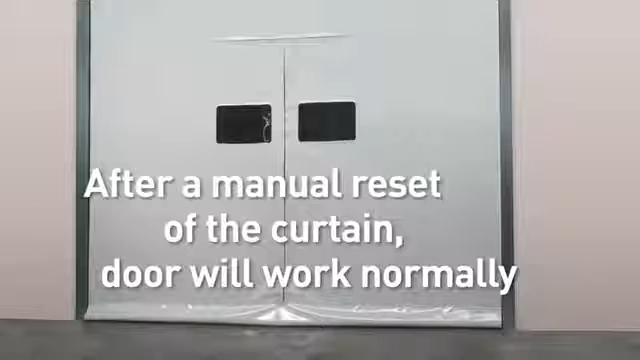 After a manual reset
of the curtain,
door will work normally